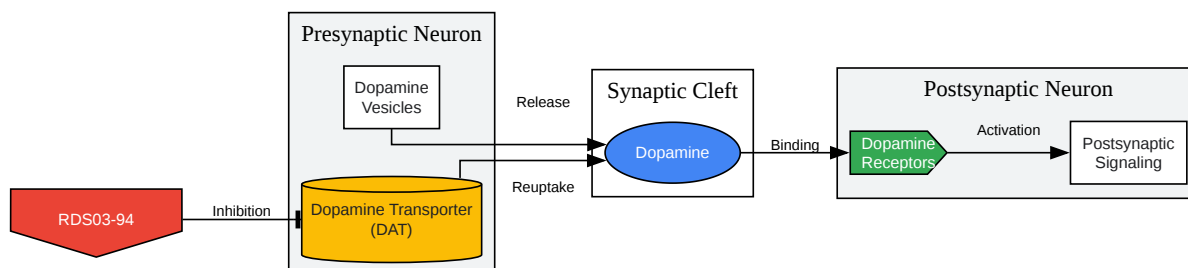 Presynaptic Neuron
Dopamine
Vesicles
Release
Synaptic Cleft
Dopamine
Reuptake
Binding
Postsynaptic Neuron
Dopamine
Receptors
Activation
Postsynaptic
Signaling
RDS03-94
Inhibition
Dopamine Transporter
(DAT)